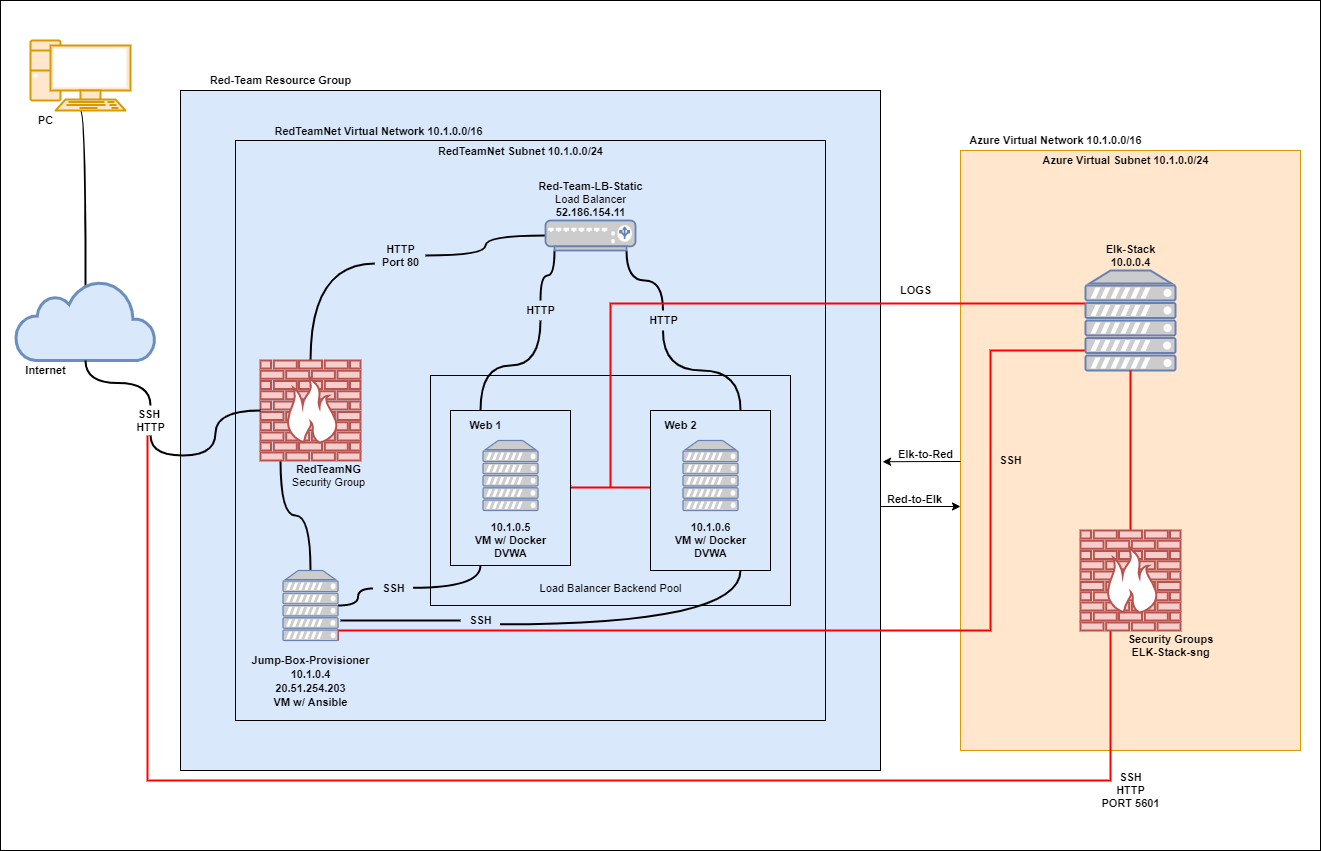 PC
Red-Team Resource Group
RedTeamNet Virtual Network 10.1.0.0/16
RedTeamNet Subnet 10.1.0.0/24
Azure Virtual Network 10.1.0.0/16
Azure Virtual Subnet 10.1.0.0/24
Red-Team-LB-Static
Load Balancer
52.186.154.11
HTTP
Port 80
Elk-Stack
10.0.0.4
LOGS
HTTP
HTTP
Internet
SSH
HTTP
Web 1
Web 2
RedTeamNG
Security Group
Elk-to-Red
SSH
Red-to-Elk
10.1.0.5
VM w/ Docker
DVWA
10.1.0.6
VM w/ Docker
DVWA
SSH
Load Balancer Backend Pool
SSH
Security Groups
ELK-Stack-sng
Jump-Box-Provisioner
10.1.0.4
20.51.254.203
VM w/ Ansible
SSH
HTTP
PORT 5601